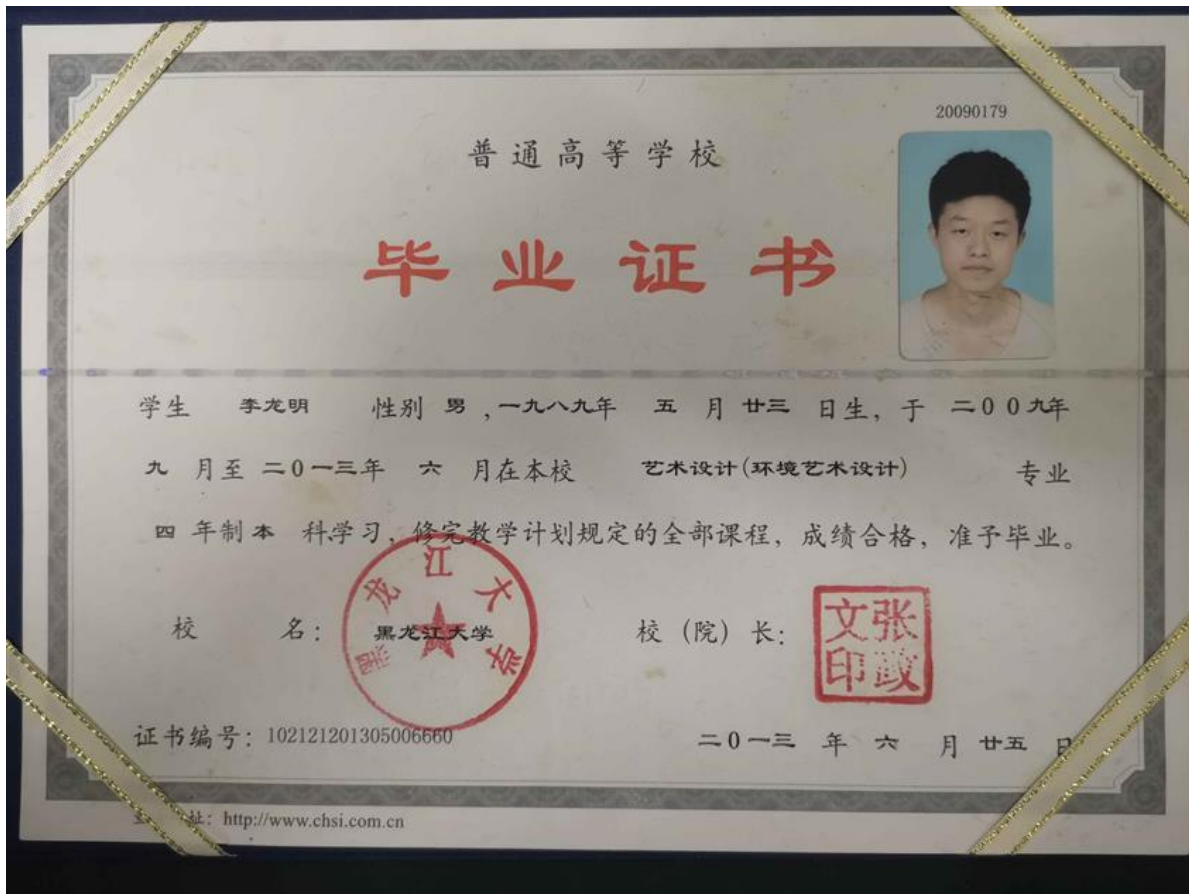 20090179
普通高等学校
毕业证书
学生 李龙明 性别 男，一九八九年 五 月 廿三 日生，于 二00九年
九 月至 二0一三年 六 月在本校 艺术设计(环境艺术设计) 专业
四 年制 本 科学习，修完教学计划规定的全部课程，成绩合格，准予毕业。
黑龙江大学
校 名： 黑龙江大学 校（院）长：
张政文印
证书编号：102121201305006660 二0一三 年 六 月 廿五 日
址：http://www.chsi.com.cn